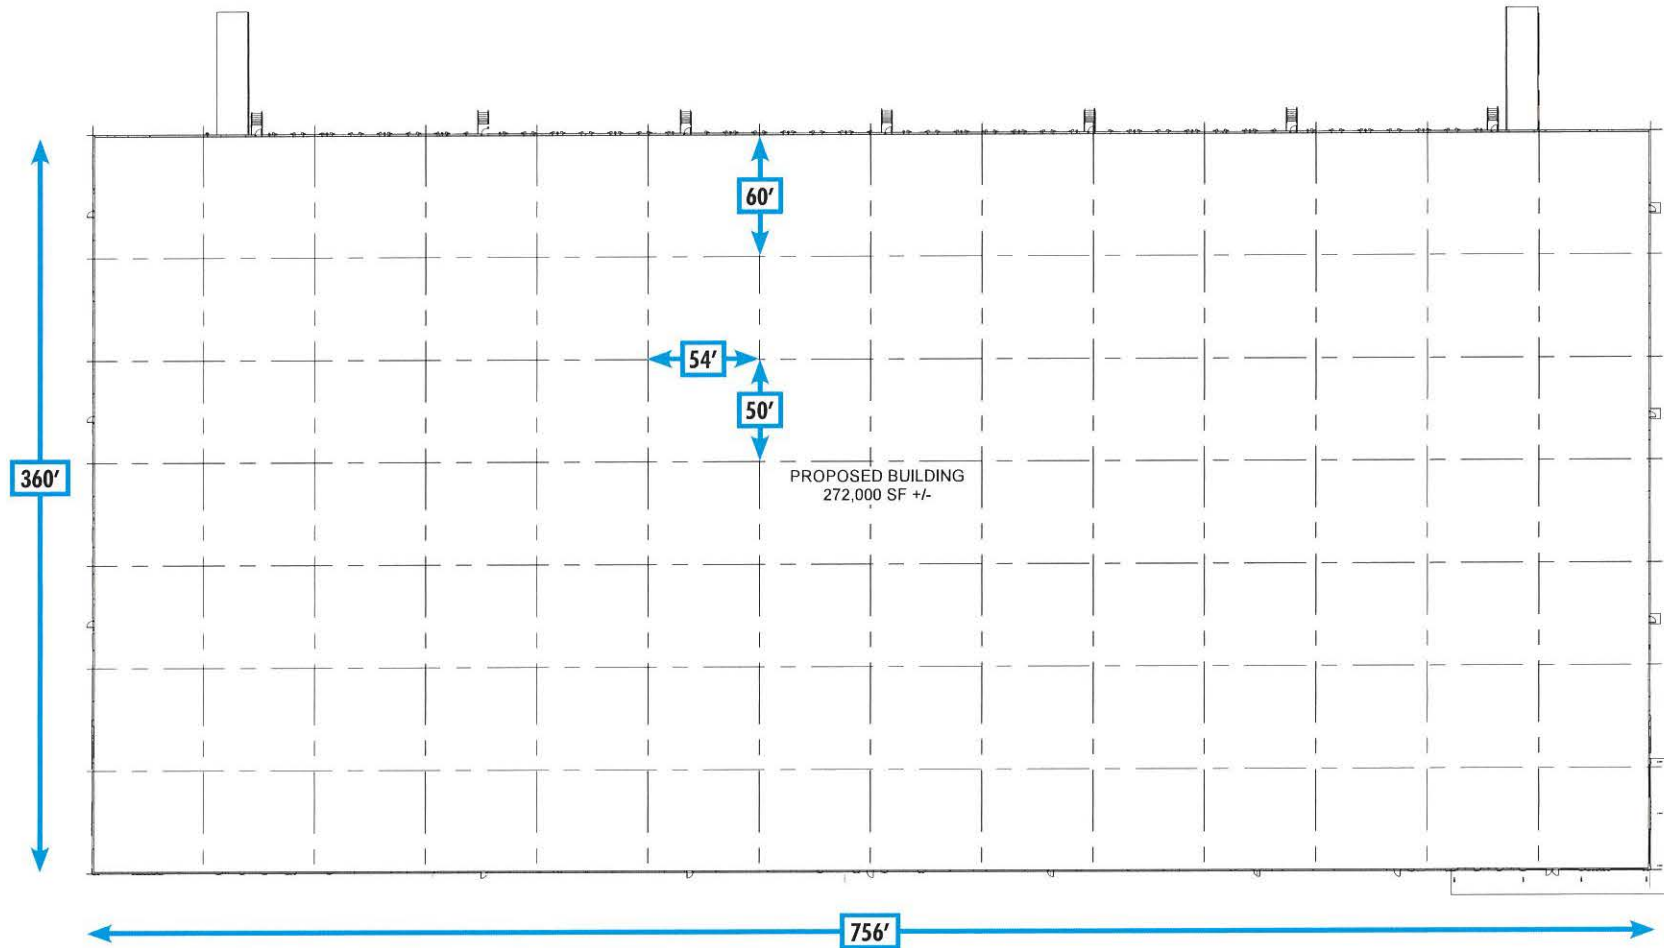 60′
54′
50′
360′
PROPOSED BUILDING
272,000 SF +/-
756′